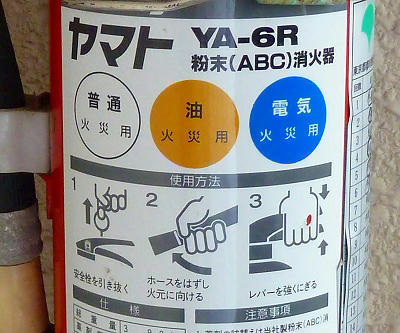 ヤマト YA-6R
粉末(ABC)消火器
普通
火災用
油
火災用
電気
火災用
使用方法
1 2 3
安全栓を引き抜く
ホースをはずし
火元に向ける
レバーを強くにぎる
仕様
注意事項